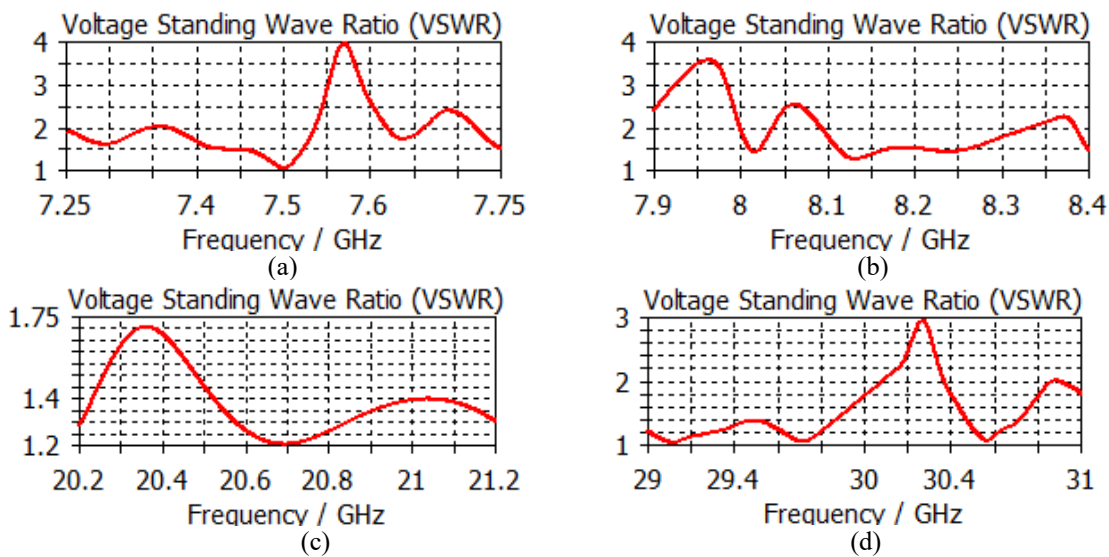 Voltage Standing Wave Ratio (VSWR)
4
3
2
1
7.25 7.4 7.5 7.6 7.75
Frequency / GHz
(a)
Voltage Standing Wave Ratio (VSWR)
4
3
2
1
7.9 8 8.1 8.2 8.3 8.4
Frequency / GHz
(b)
Voltage Standing Wave Ratio (VSWR)
1.75
1.4
1.2
20.2 20.4 20.6 20.8 21 21.2
Frequency / GHz
(c)
Voltage Standing Wave Ratio (VSWR)
3
2
1
29 29.4 30 30.4 31
Frequency / GHz
(d)